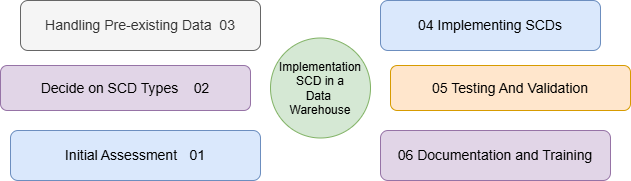 Handling Pre-existing Data 03
Decide on SCD Types 02
Initial Assessment 01
Implementation
SCD in a
Data
Warehouse
04 Implementing SCDs
05 Testing And Validation
06 Documentation and Training